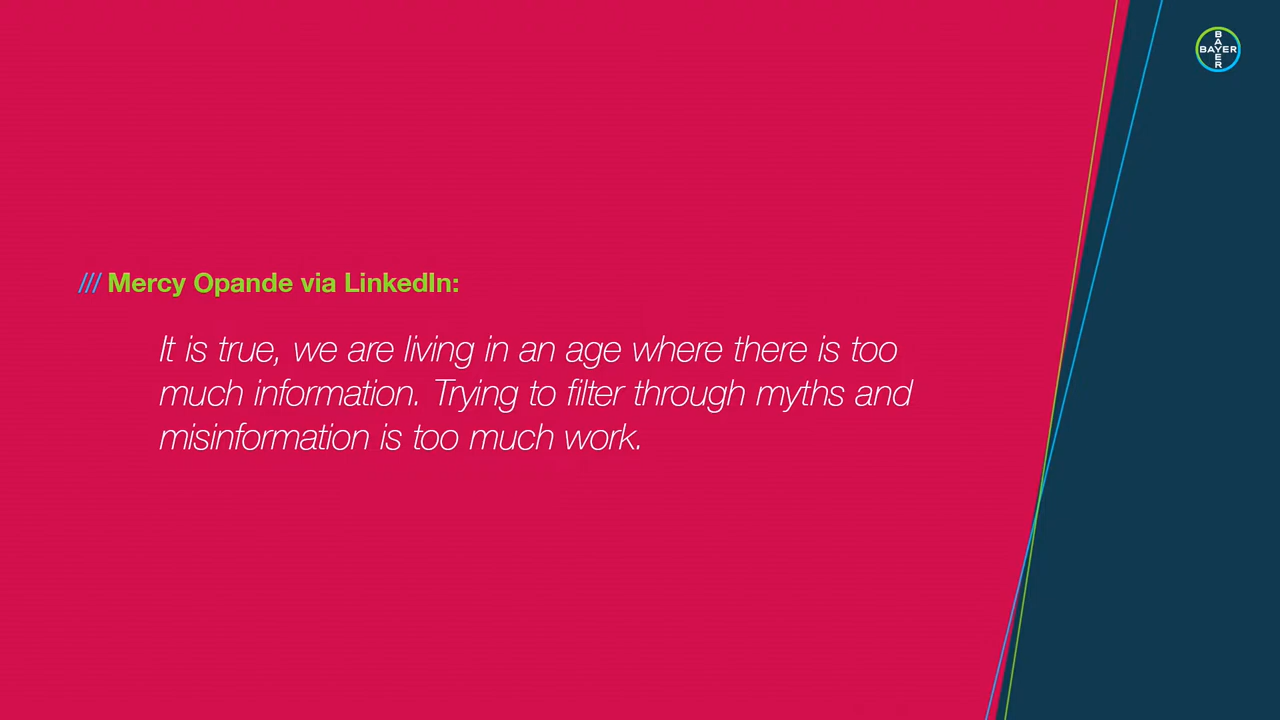 BAYER
BAYER
/// Mercy Opande via LinkedIn:
It is true, we are living in an age where there is too
much information. Trying to filter through myths and
misinformation is too much work.